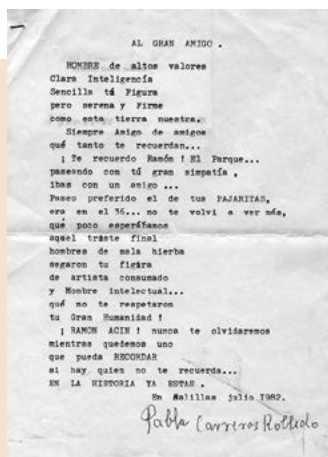 AL GRAN AMIGO .
HOMBRE de altos valores
Clara Inteligencia
Sencilla tú Figura
pero serena y Firme
como esta tierra nuestra.
Siempre Amigo de amigos
qué tanto te recuerdan...
¡ Te recuerdo Ramón ! El Parque...
paseando con tú gran simpatía ,
ibas con un amigo ...
Paseo preferido el de tus PAJARITAS,
era en el 36... no te volvi a ver más,
qué poco esperábamos
aquel triste final
hombres de mala hierba
segaron tu figura
de artista consumado
y Hombre intelectual...
qué no te respetaron
tu Gran Humanidad !
¡ RAMON ACIN ! nunca te olvidaremos
mientras quedemos uno
que pueda RECORDAR
si hay quien no te recuerda...
EN LA HISTORIA YA ESTAS .
En Salillas julio 1982.
Pabla Carreras Rolledo